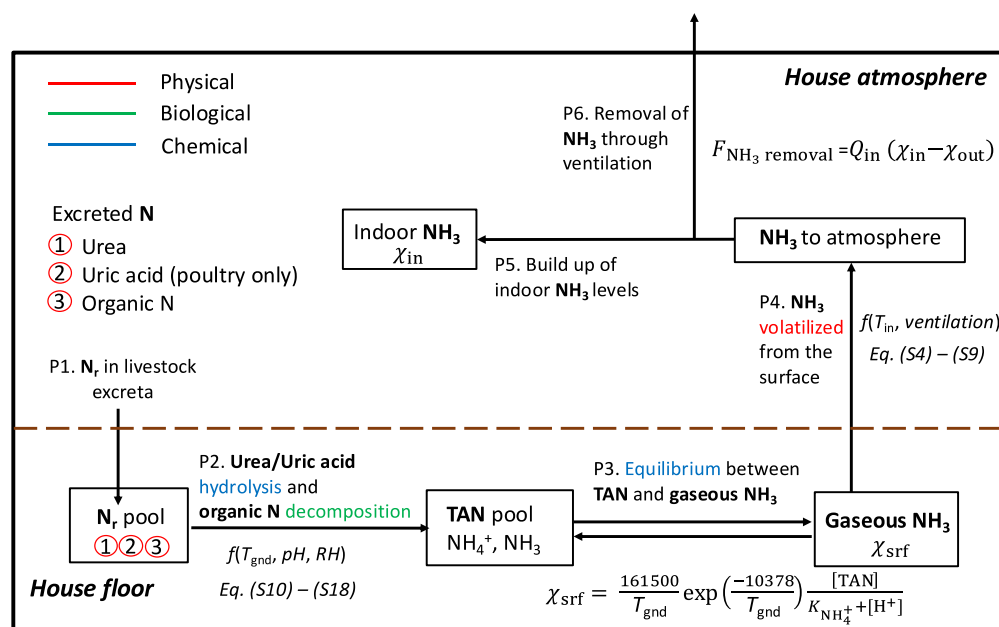 Physical
Biological
Chemical
House atmosphere
P6. Removal of
NH₃ through
ventilation
F_NH₃ removal =Q_in (χ_in−χ_out)
Excreted N
① Urea
② Uric acid (poultry only)
③ Organic N
Indoor NH₃
χ_in
NH₃ to atmosphere
P5. Build up of
indoor NH₃ levels
P4. NH₃
volatilized
from the
surface
f(T_in, ventilation)
Eq. (S4) – (S9)
P1. N_r in livestock
excreta
P2. Urea/Uric acid
hydrolysis and
organic N decomposition
P3. Equilibrium between
TAN and gaseous NH₃
N_r pool
①②③
f(T_gnd, pH, RH)
Eq. (S10) – (S18)
TAN pool
NH₄⁺, NH₃
Gaseous NH₃
χ_srf
House floor
χ_srf = 161500/T_gnd exp(−10378/T_gnd) [TAN]/K_NH₄⁺+[H⁺]